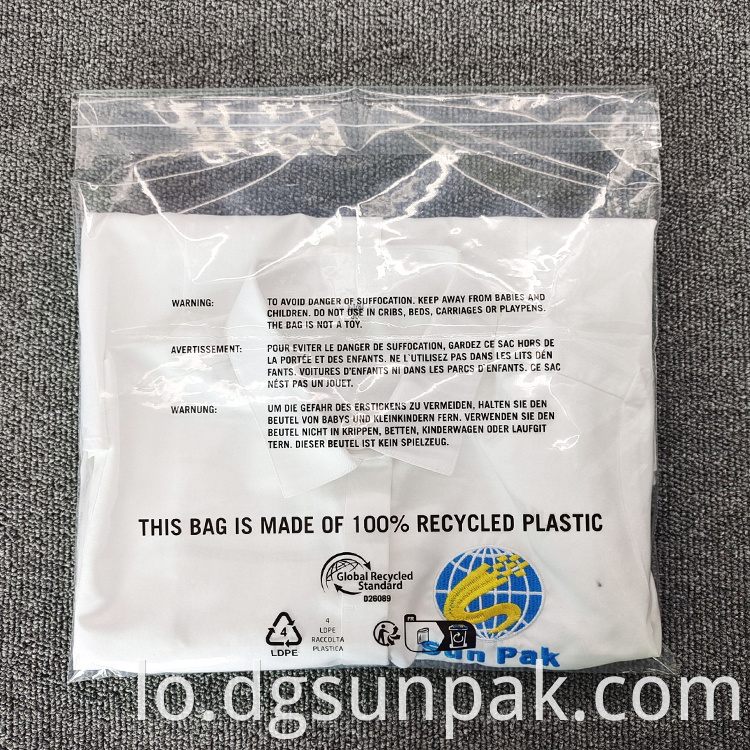 WARNING: TO AVOID DANGER OF SUFFOCATION. KEEP AWAY FROM BABIES AND
CHILDREN. DO NOT USE IN CRIBS, BEDS, CARRIAGES OR PLAYPENS.
THE BAG IS NOT A TOY.
AVERTISSEMENT: POUR EVITER LE DANGER DE SUFFOCATION, GARDEZ CE SAC HORS DE
LA PORTÉE ET DES ENFANTS. NE L`UTILISEZ PAS DANS LES LITS DÉN
FANTS. VOITURES D'ENFANTS NI DANS LES PARCS D`ENFANTS. CE SAC
NÉST PAS UN JOUET.
WARNUNG: UM DIE GEFAHR DES ERSTICKENS ZU VERMEIDEN, HALTEN SIE DEN
BEUTEL VON BABYS UND KLEINKINDERN FERN. VERWENDEN SIE DEN
BEUTEL NICHT IN KRIPPEN, BETTEN, KINDERWAGEN ODER LAUFGIT
TERN. DIESER BEUTEL IST KEIN SPIELZEUG.
THIS BAG IS MADE OF 100% RECYCLED PLASTIC
Global Recycled
Standard
D26089
4
LDPE
4
LDPE
RACCOLTA
PLASTICA
FR
Sun Pak
lo.dgsunpak.com